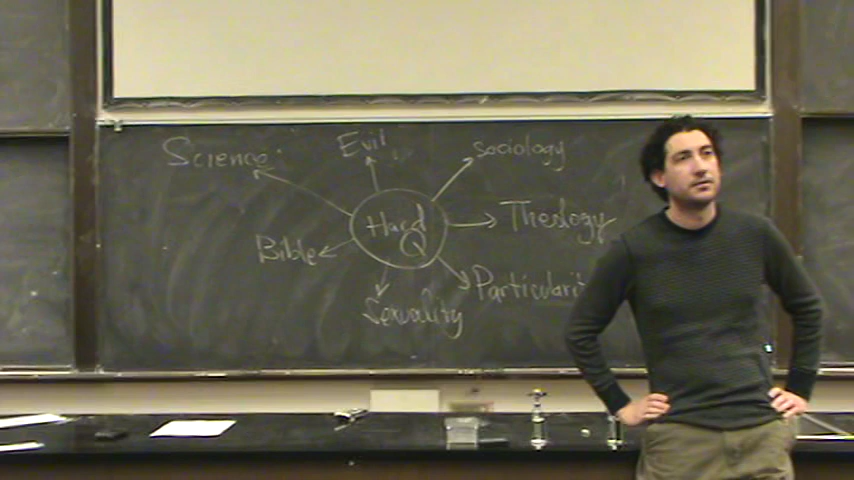 Evil
Science
sociology
Hard
Q
Theology
Bible
Particularit
Sexuality